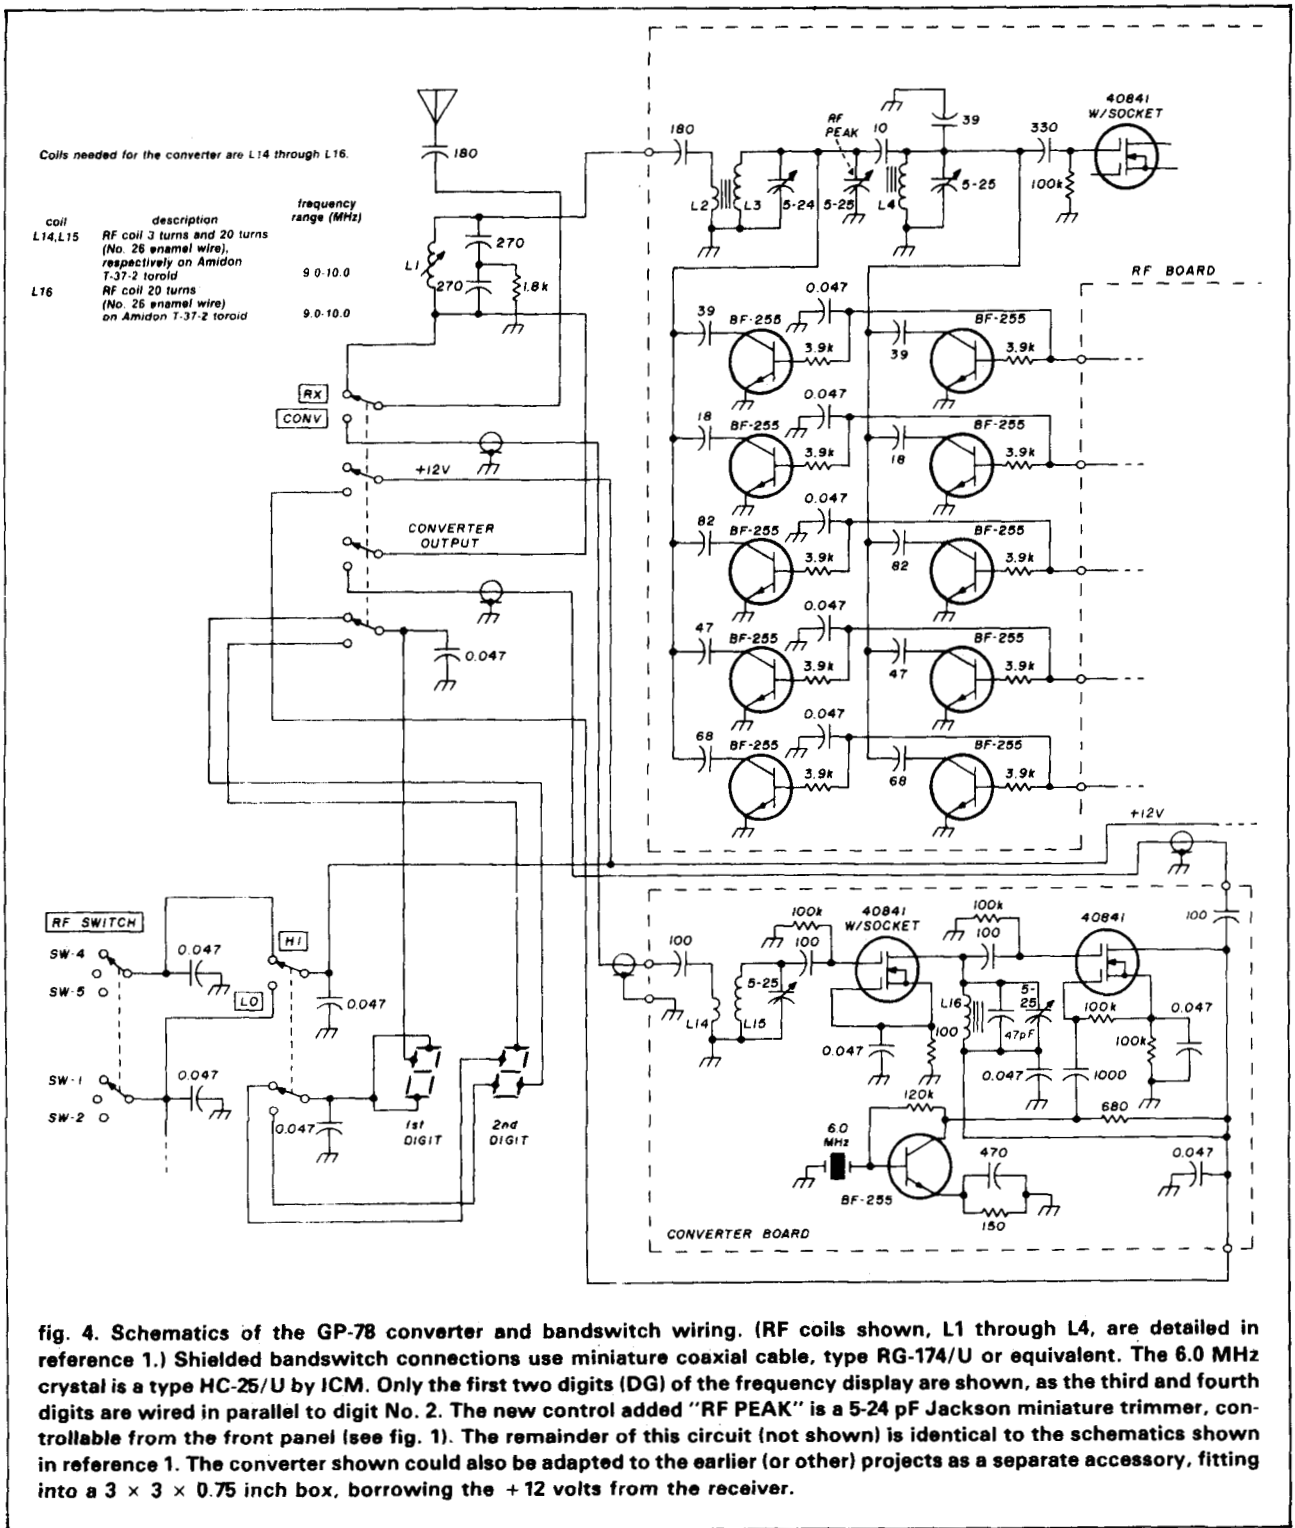 Coils needed for the converter are L14 through L16.
coil description frequency range (MHz)
L14,L15 RF coil 3 turns and 20 turns
(No. 26 enamel wire),
respectively on Amidon
T-37-2 toroid 9.0-10.0
L16 RF coil 20 turns
(No. 26 enamel wire)
on Amidon T-37-2 toroid 9.0-10.0
180
L1
270
270
1.8k
RX
CONV
+12V
CONVERTER
OUTPUT
0.047
180
L2
L3
5-24
RF
PEAK
5-25
10
L4
39
5-25
330
100k
40841
W/SOCKET
RF BOARD
39
BF-255
0.047
3.9k
39
BF-255
3.9k
18
BF-255
0.047
3.9k
18
BF-255
3.9k
82
BF-255
0.047
3.9k
82
BF-255
3.9k
47
BF-255
0.047
3.9k
47
BF-255
3.9k
68
BF-255
0.047
3.9k
68
BF-255
3.9k
+12V
RF SWITCH
SW-4
SW-5
0.047
HI
LO
0.047
SW-1
SW-2
0.047
0.047
1st
DIGIT
2nd
DIGIT
100
L14
L15
5-25
100k
100
40841
W/SOCKET
0.047
100
100k
100
L16
47pF
5-
25
0.047
40841
100
100k
1000
100k
0.047
680
120k
6.0
MHz
BF-255
470
150
0.047
CONVERTER BOARD
fig. 4. Schematics of the GP-78 converter and bandswitch wiring. (RF coils shown, L1 through L4, are detailed in
reference 1.) Shielded bandswitch connections use miniature coaxial cable, type RG-174/U or equivalent. The 6.0 MHz
crystal is a type HC-25/U by ICM. Only the first two digits (DG) of the frequency display are shown, as the third and fourth
digits are wired in parallel to digit No. 2. The new control added "RF PEAK" is a 5-24 pF Jackson miniature trimmer, con-
trollable from the front panel (see fig. 1). The remainder of this circuit (not shown) is identical to the schematics shown
in reference 1. The converter shown could also be adapted to the earlier (or other) projects as a separate accessory, fitting
into a 3 × 3 × 0.75 inch box, borrowing the +12 volts from the receiver.